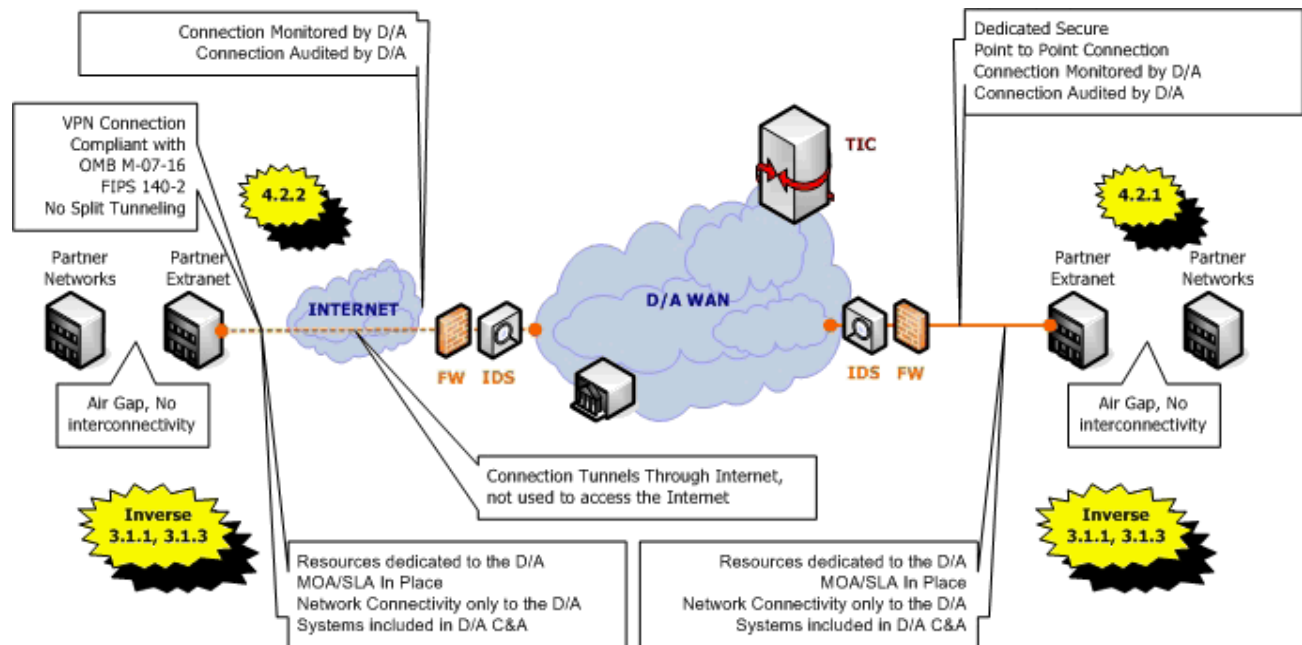 Connection Monitored by D/A
Connection Audited by D/A
Dedicated Secure
Point to Point Connection
Connection Monitored by D/A
Connection Audited by D/A
VPN Connection
Compliant with
OMB M-07-16
FIPS 140-2
No Split Tunneling
TIC
4.2.2
4.2.1
Partner
Networks
Partner
Extranet
INTERNET
D/A WAN
Partner
Extranet
Partner
Networks
FW
IDS
IDS
FW
Air Gap, No
interconnectivity
Air Gap, No
interconnectivity
Connection Tunnels Through Internet,
not used to access the Internet
Inverse
3.1.1, 3.1.3
Inverse
3.1.1, 3.1.3
Resources dedicated to the D/A
MOA/SLA In Place
Network Connectivity only to the D/A
Systems included in D/A C&A
Resources dedicated to the D/A
MOA/SLA In Place
Network Connectivity only to the D/A
Systems included in D/A C&A